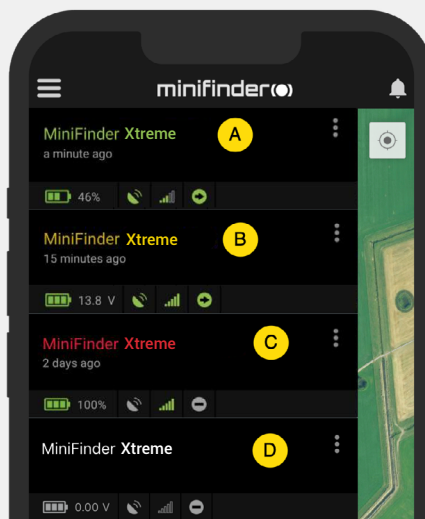 minifinder
MiniFinder Xtreme
A
a minute ago
46%
MiniFinder Xtreme
B
15 minutes ago
13.8 V
MiniFinder Xtreme
C
2 days ago
100%
MiniFinder Xtreme
D
0.00 V